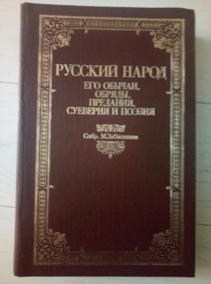 РУССКИЙ НАРОД
ЕГО ОБЫЧАИ,
ОБРЯДЫ,
ПРЕДАНИЯ,
СУЕВЕРИЯ И ПОЭЗИЯ
Собр. М.Забылиным